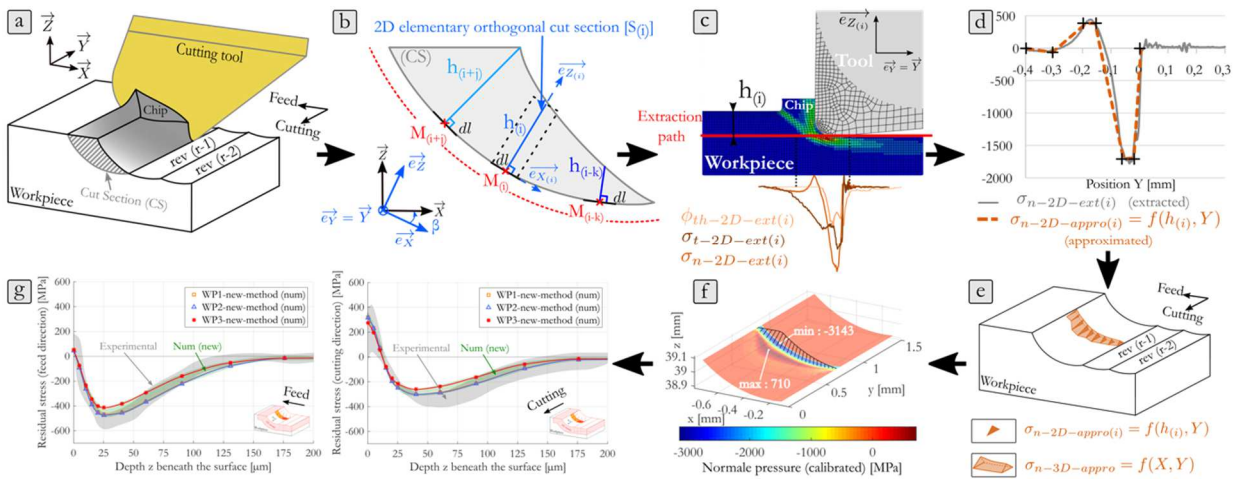 a
Z
Y
X
Cutting tool
Chip
Feed
Cutting
rev (r-1)
rev (r-2)
Cut Section (CS)
Workpiece
b
2D elementary orthogonal cut section [S(i)]
(CS)
h(i+j)
eZ(i)
h(i)
M(i+j)
dl
dl
h(i-k)
eX(i)
M(i)
dl
M(i-k)
Z
eZ
X
eY = Y
β
eX
c
eZ(i)
eY = Y
Tool
h(i)
Chip
Extraction
path
Workpiece
ϕth−2D−ext(i)
σt−2D−ext(i)
σn−2D−ext(i)
d
500
0
-0,4
-0,3
-0,2
-0,1
0
0,1
0,2
0,3
-500
-1000
-1500
-2000
Position Y [mm]
σn−2D−ext(i) (extracted)
σn−2D−appro(i) = f(h(i), Y)
(approximated)
e
Feed
Cutting
rev (r-1)
rev (r-2)
Workpiece
σn−2D−appro(i) = f(h(i), Y)
σn−3D−appro = f(X, Y)
f
min : -3143
max : 710
z [mm]
39.1
39
38.9
-0.6
-0.4
-0.2
x [mm]
0
0.5
1
1.5
y [mm]
-3000
-2000
-1000
0
Normale pressure (calibrated) [MPa]
g
Residual stress (feed direction) [MPa]
600
400
200
0
-200
-400
-600
WP1-new-method (num)
WP2-new-method (num)
WP3-new-method (num)
Experimental
Num (new)
Feed
0
25
50
75
100
125
150
175
200
Depth z beneath the surface [µm]
Residual stress (cutting direction) [MPa]
600
400
200
0
-200
-400
-600
WP1-new-method (num)
WP2-new-method (num)
WP3-new-method (num)
Experimental
Num (new)
Cutting
0
25
50
75
100
125
150
175
200
Depth z beneath the surface [µm]